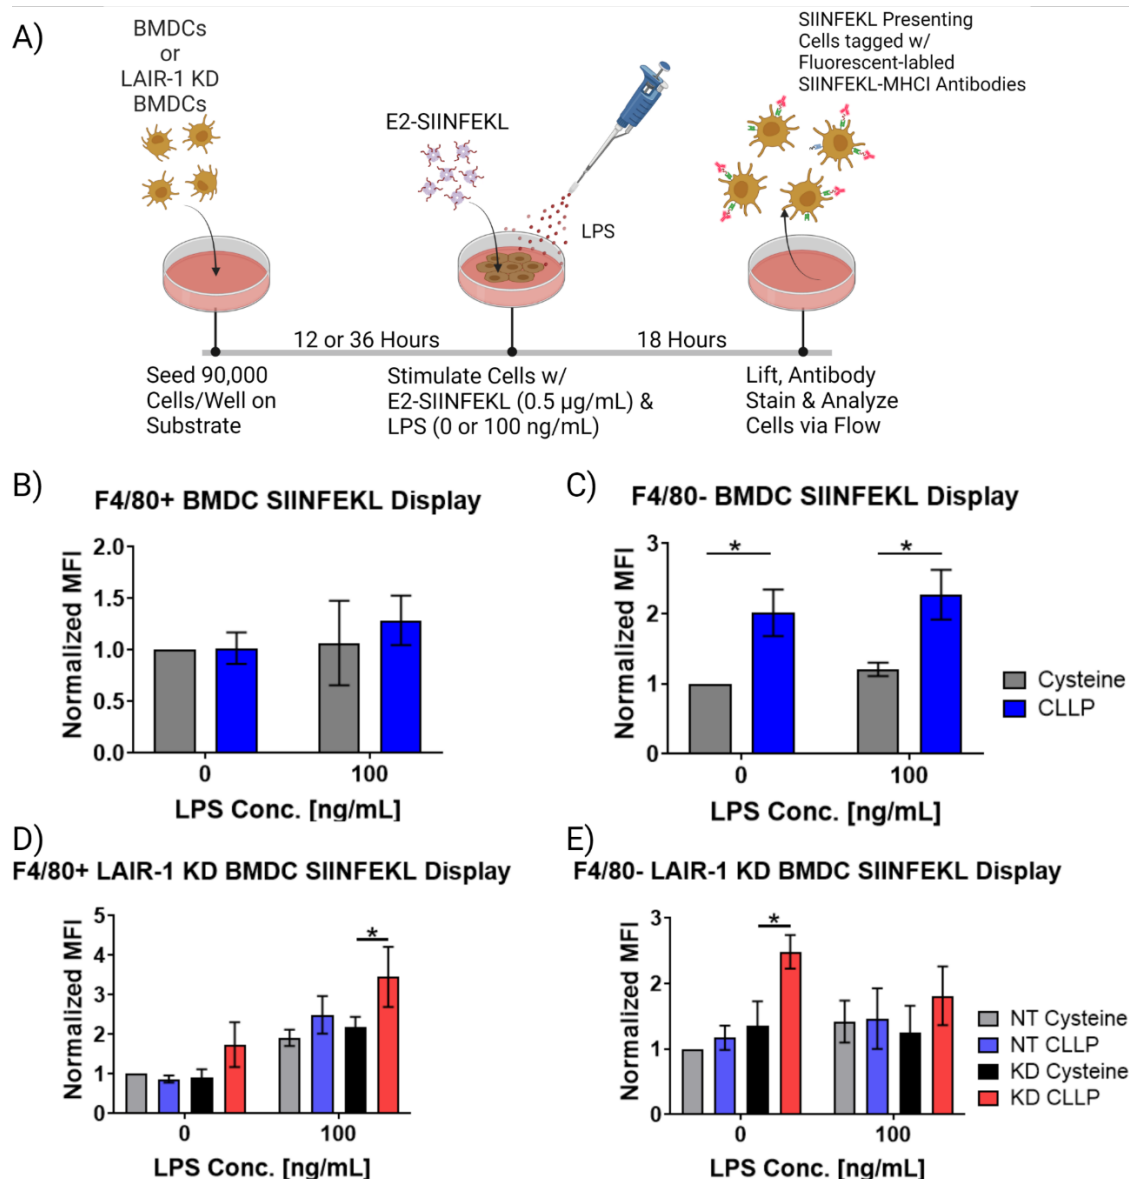 A)
BMDCs
or
LAIR-1 KD
BMDCs
E2-SIINFEKL
LPS
SIINFEKL Presenting
Cells tagged w/
Fluorescent-labled
SIINFEKL-MHCI Antibodies
12 or 36 Hours
18 Hours
Seed 90,000
Cells/Well on
Substrate
Stimulate Cells w/
E2-SIINFEKL (0.5 µg/mL) &
LPS (0 or 100 ng/mL)
Lift, Antibody
Stain & Analyze
Cells via Flow
B)
F4/80+ BMDC SIINFEKL Display
Normalized MFI
2.0
1.5
1.0
0.5
0.0
0
100
LPS Conc. [ng/mL]
C)
F4/80- BMDC SIINFEKL Display
Normalized MFI
3
2
1
0
*
*
0
100
LPS Conc. [ng/mL]
Cysteine
CLLP
D)
F4/80+ LAIR-1 KD BMDC SIINFEKL Display
Normalized MFI
5
4
3
2
1
0
*
0
100
LPS Conc. [ng/mL]
E)
F4/80- LAIR-1 KD BMDC SIINFEKL Display
Normalized MFI
3
2
1
0
*
0
100
LPS Conc. [ng/mL]
NT Cysteine
NT CLLP
KD Cysteine
KD CLLP